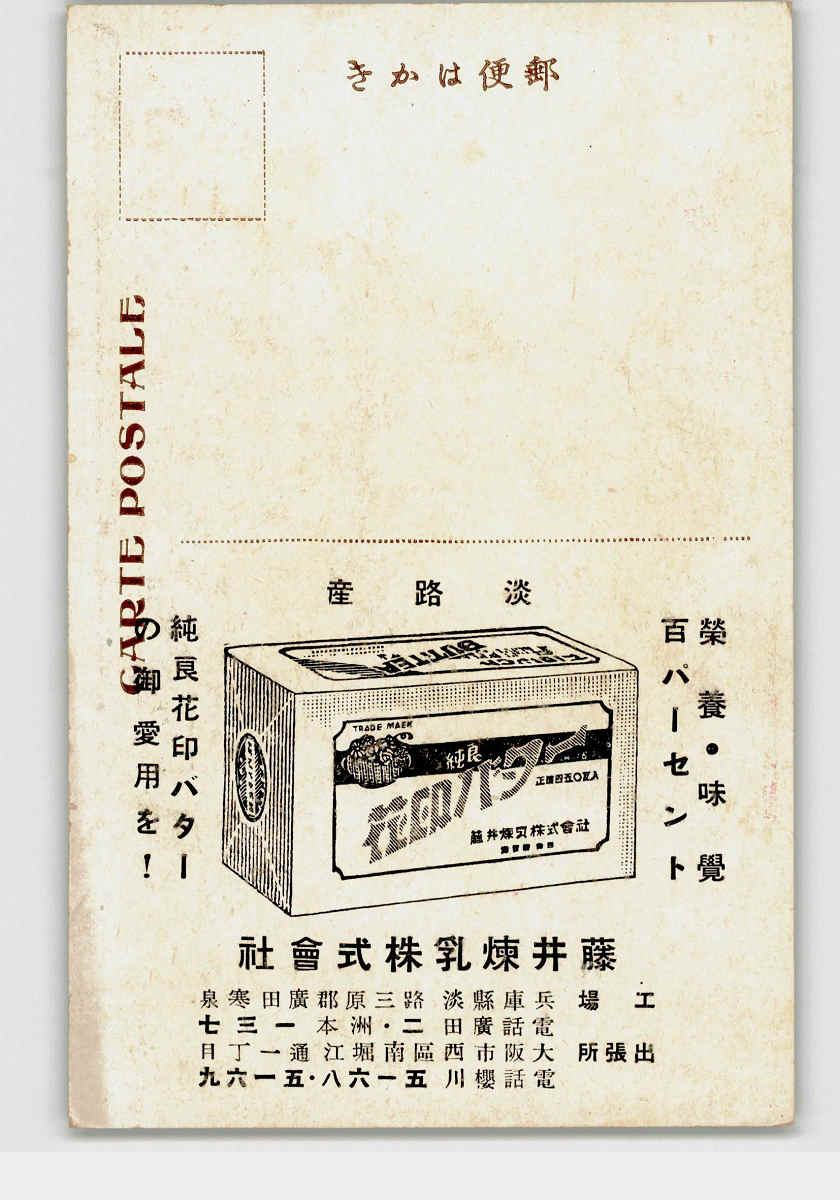 郵便はかき
CARTE POSTALE
淡路産
榮養・味覺
百パーセント
純良花印バター
の御愛用を!
BUTTER
TRADE MARK
純良
花印バター
正味四五〇瓦入
藤井煉乳株式会社
藤井煉乳株式會社
工場 兵庫縣淡路三原郡廣田寒泉
電話廣田二・洲本一三七
出張所 大阪市西區南堀江通一丁目
電話櫻川五一六八・五一六九